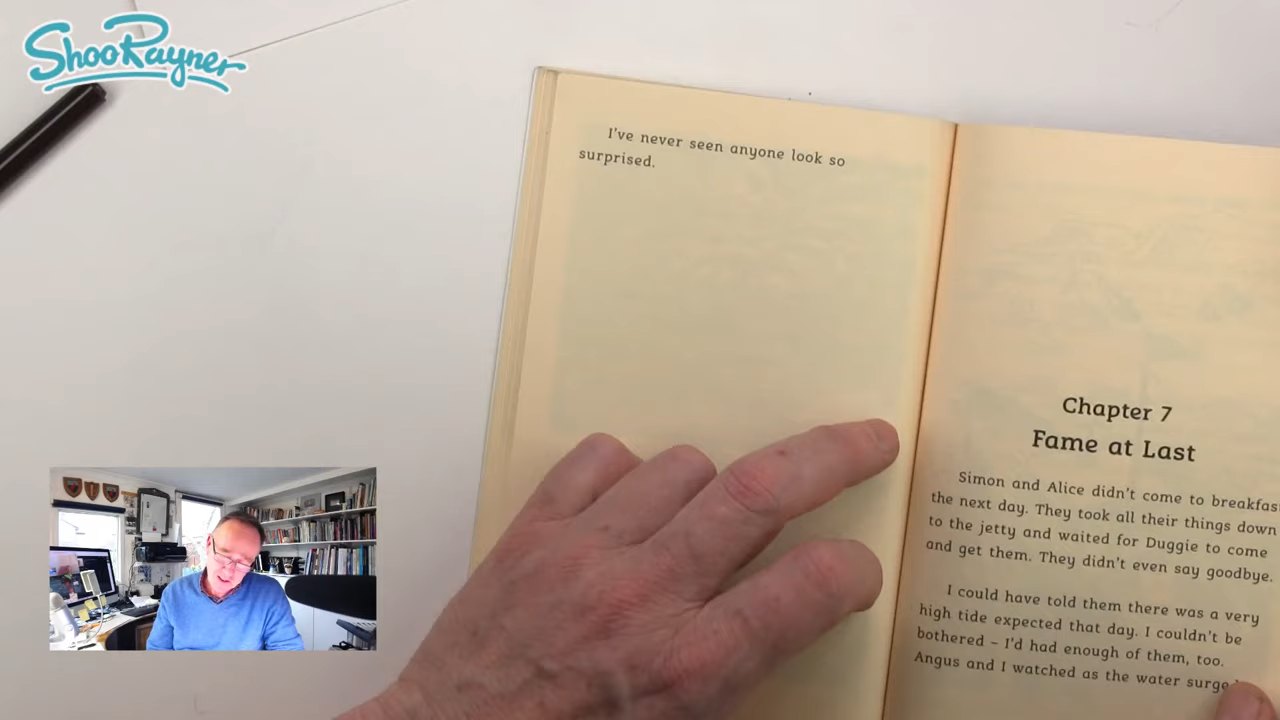 ShooRayner
I've never seen anyone look so
surprised.
Chapter 7
Fame at Last
Simon and Alice didn't come to breakfas
the next day. They took all their things down
to the jetty and waited for Duggie to come
and get them. They didn't even say goodbye.
I could have told them there was a very
high tide expected that day. I couldn't be
bothered – I'd had enough of them, too.
Angus and I watched as the water surge